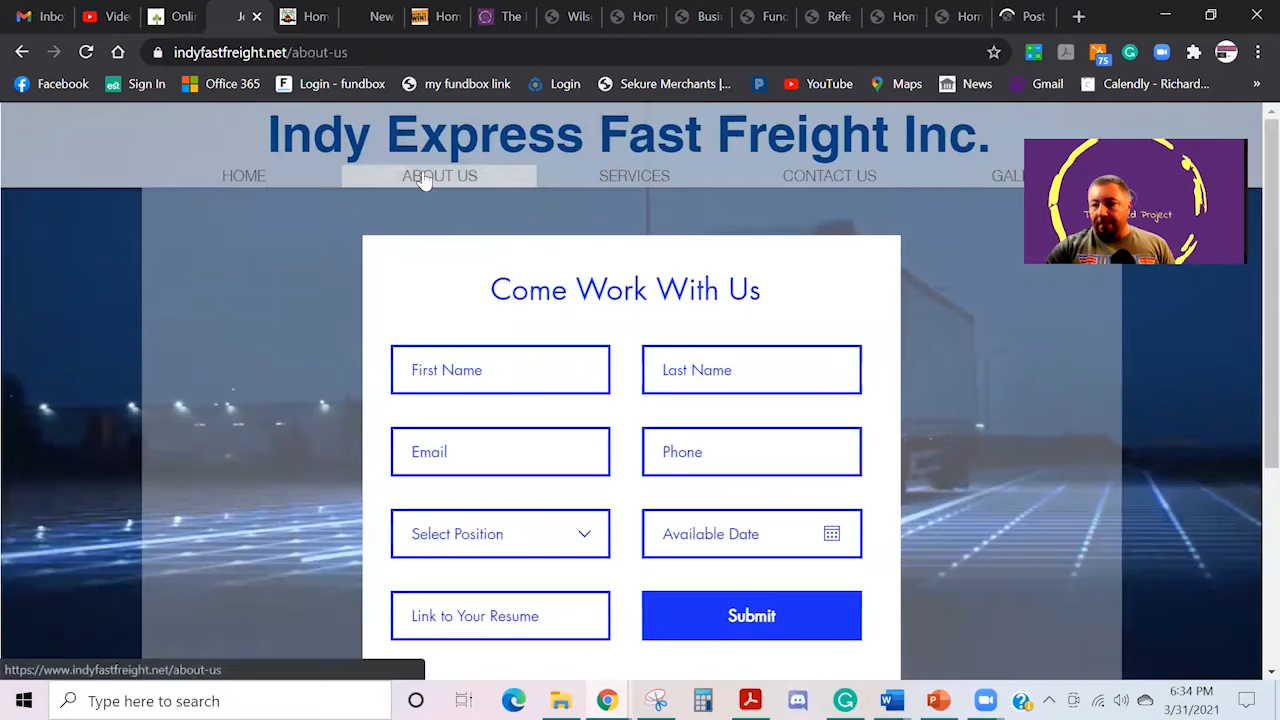 Inbo
Vide
Onli
Jo
Hom
New
Hom
The
Wils
Hom
Busi
Fund
Refe
Hom
Hom
Post
indyfastfreight.net/about-us
75
Facebook
Sign In
Office 365
Login - fundbox
my fundbox link
Login
Sekure Merchants |...
YouTube
Maps
News
Gmail
Calendly - Richard...
»
Indy Express Fast Freight Inc.
HOME
ABOUT US
SERVICES
CONTACT US
GALL
Project
Come Work With Us
First Name
Last Name
Email
Phone
Select Position
Available Date
Link to Your Resume
Submit
https://www.indyfastfreight.net/about-us
Type here to search
6:34 PM
3/31/2021